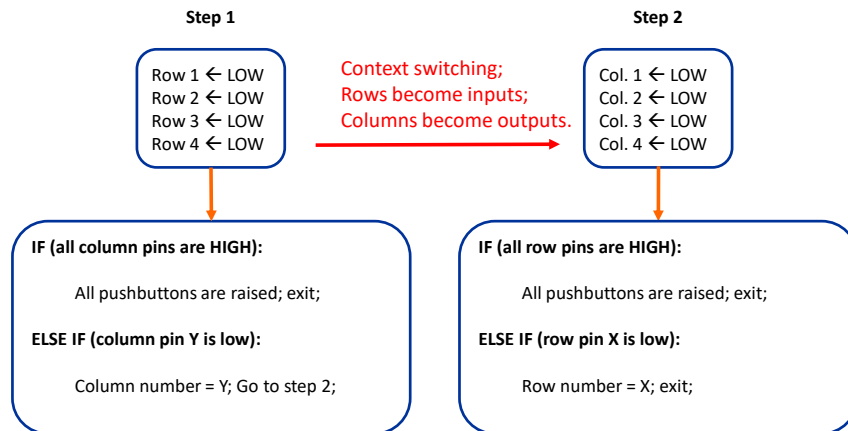 Step 1
Row 1 ← LOW
Row 2 ← LOW
Row 3 ← LOW
Row 4 ← LOW
Context switching;
Rows become inputs;
Columns become outputs.
Step 2
Col. 1 ← LOW
Col. 2 ← LOW
Col. 3 ← LOW
Col. 4 ← LOW
IF (all column pins are HIGH):
All pushbuttons are raised; exit;
ELSE IF (column pin Y is low):
Column number = Y; Go to step 2;
IF (all row pins are HIGH):
All pushbuttons are raised; exit;
ELSE IF (row pin X is low):
Row number = X; exit;